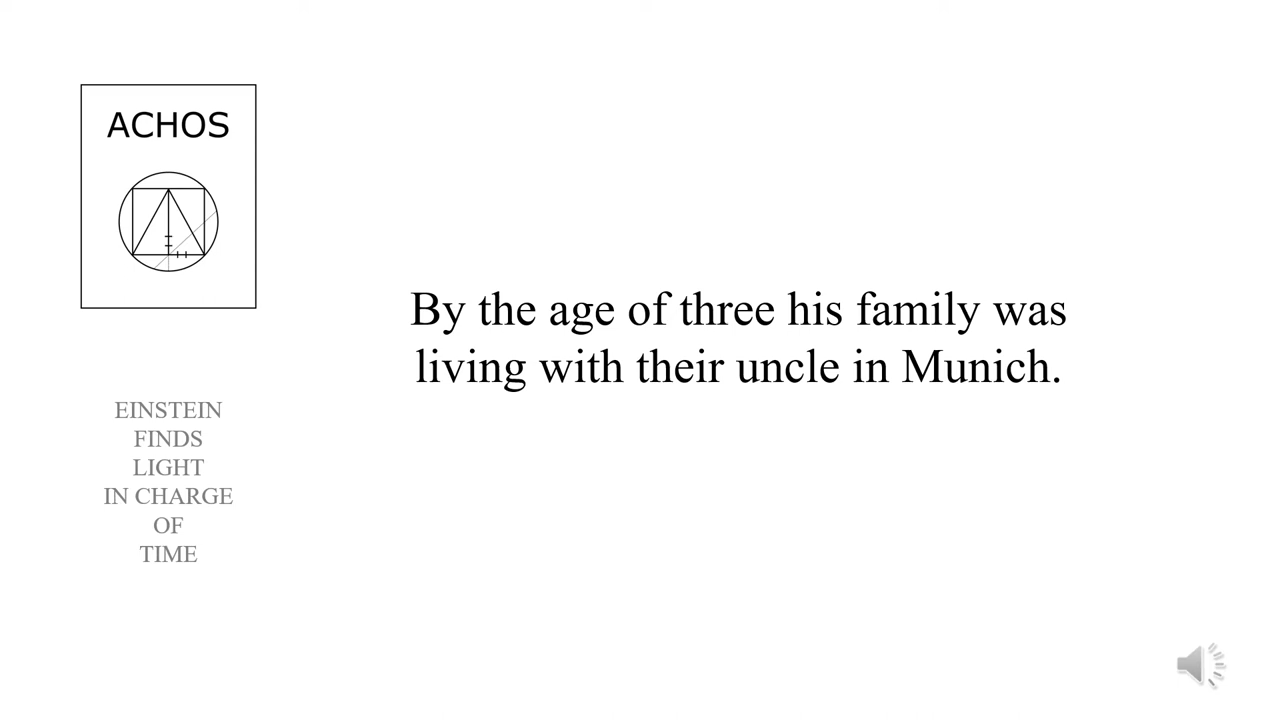 ACHOS
EINSTEIN
FINDS
LIGHT
IN CHARGE
OF
TIME
By the age of three his family was
living with their uncle in Munich.